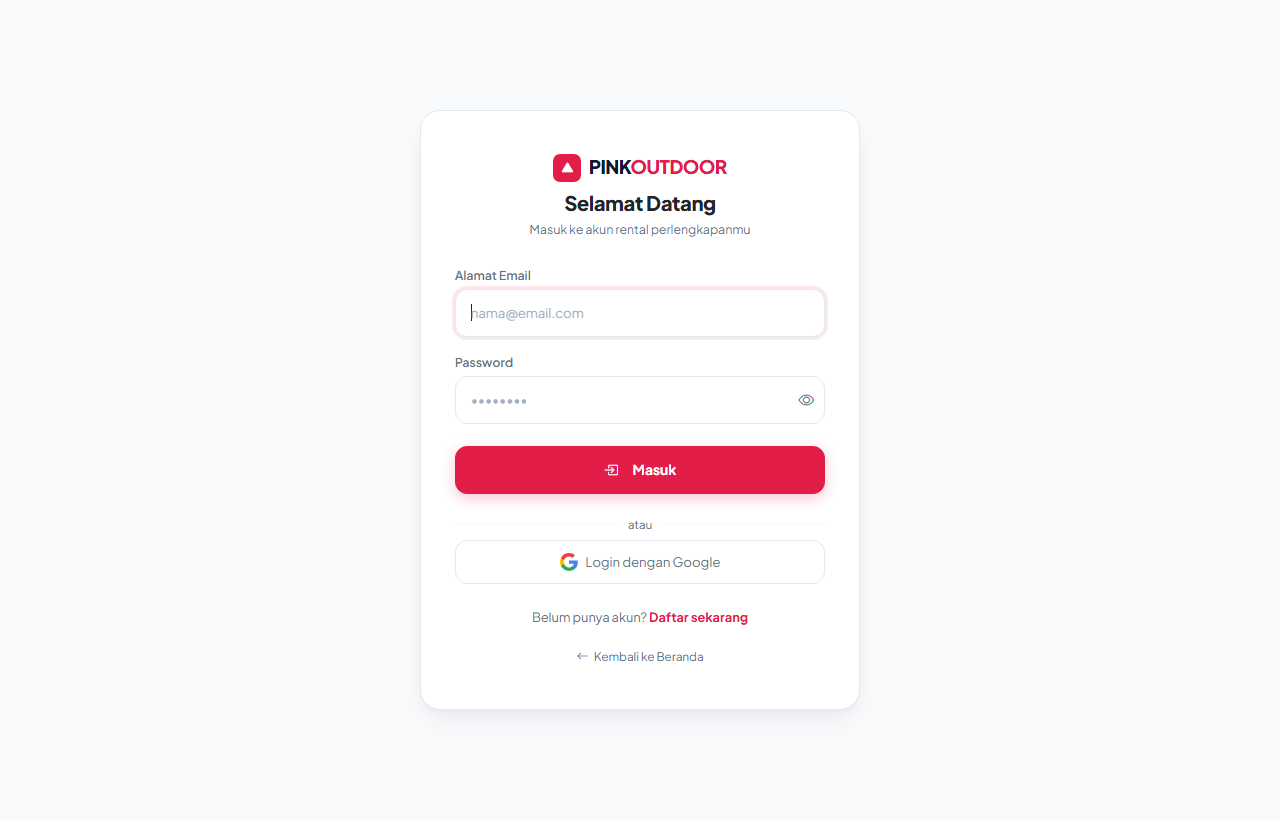 PINKOUTDOOR
Selamat Datang
Masuk ke akun rental perlengkapanmu
Alamat Email
nama@email.com
Password
••••••••
Masuk
atau
Login dengan Google
Belum punya akun? Daftar sekarang
← Kembali ke Beranda